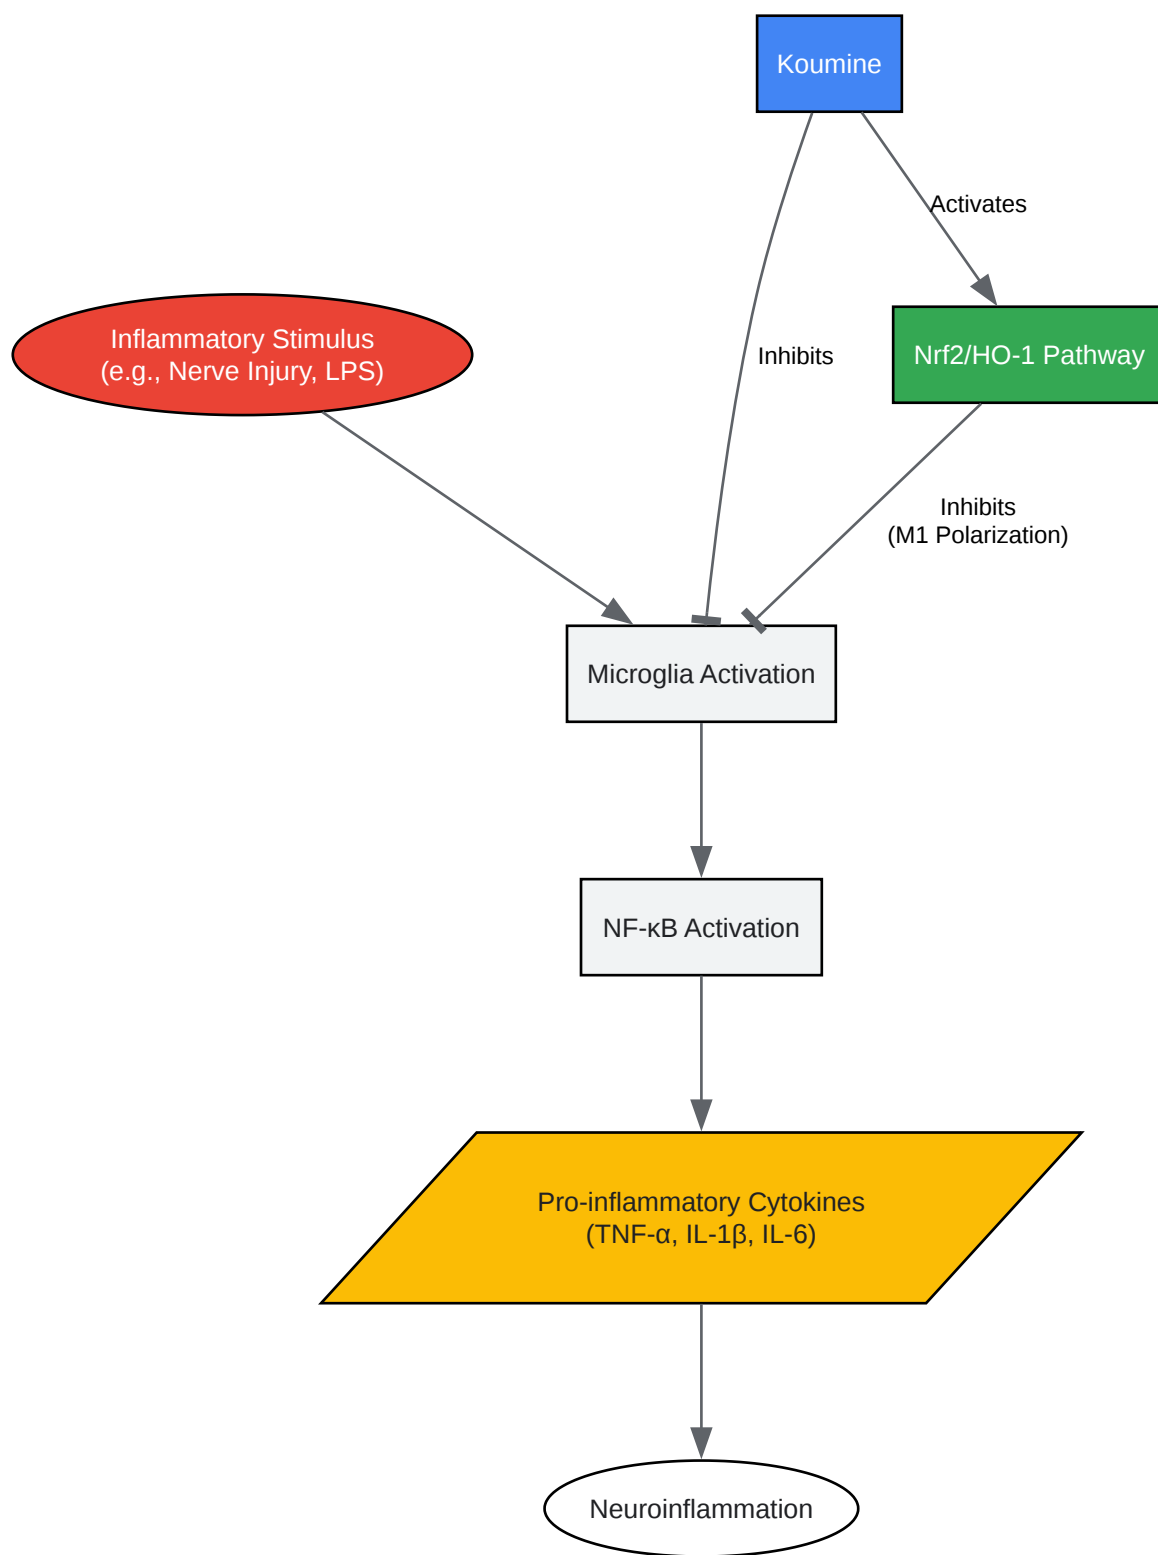 Koumine
Activates
Inflammatory Stimulus
(e.g., Nerve Injury, LPS)
Inhibits
Nrf2/HO-1 Pathway
Inhibits
(M1 Polarization)
Microglia Activation
NF-κB Activation
Pro-inflammatory Cytokines
(TNF-α, IL-1β, IL-6)
Neuroinflammation